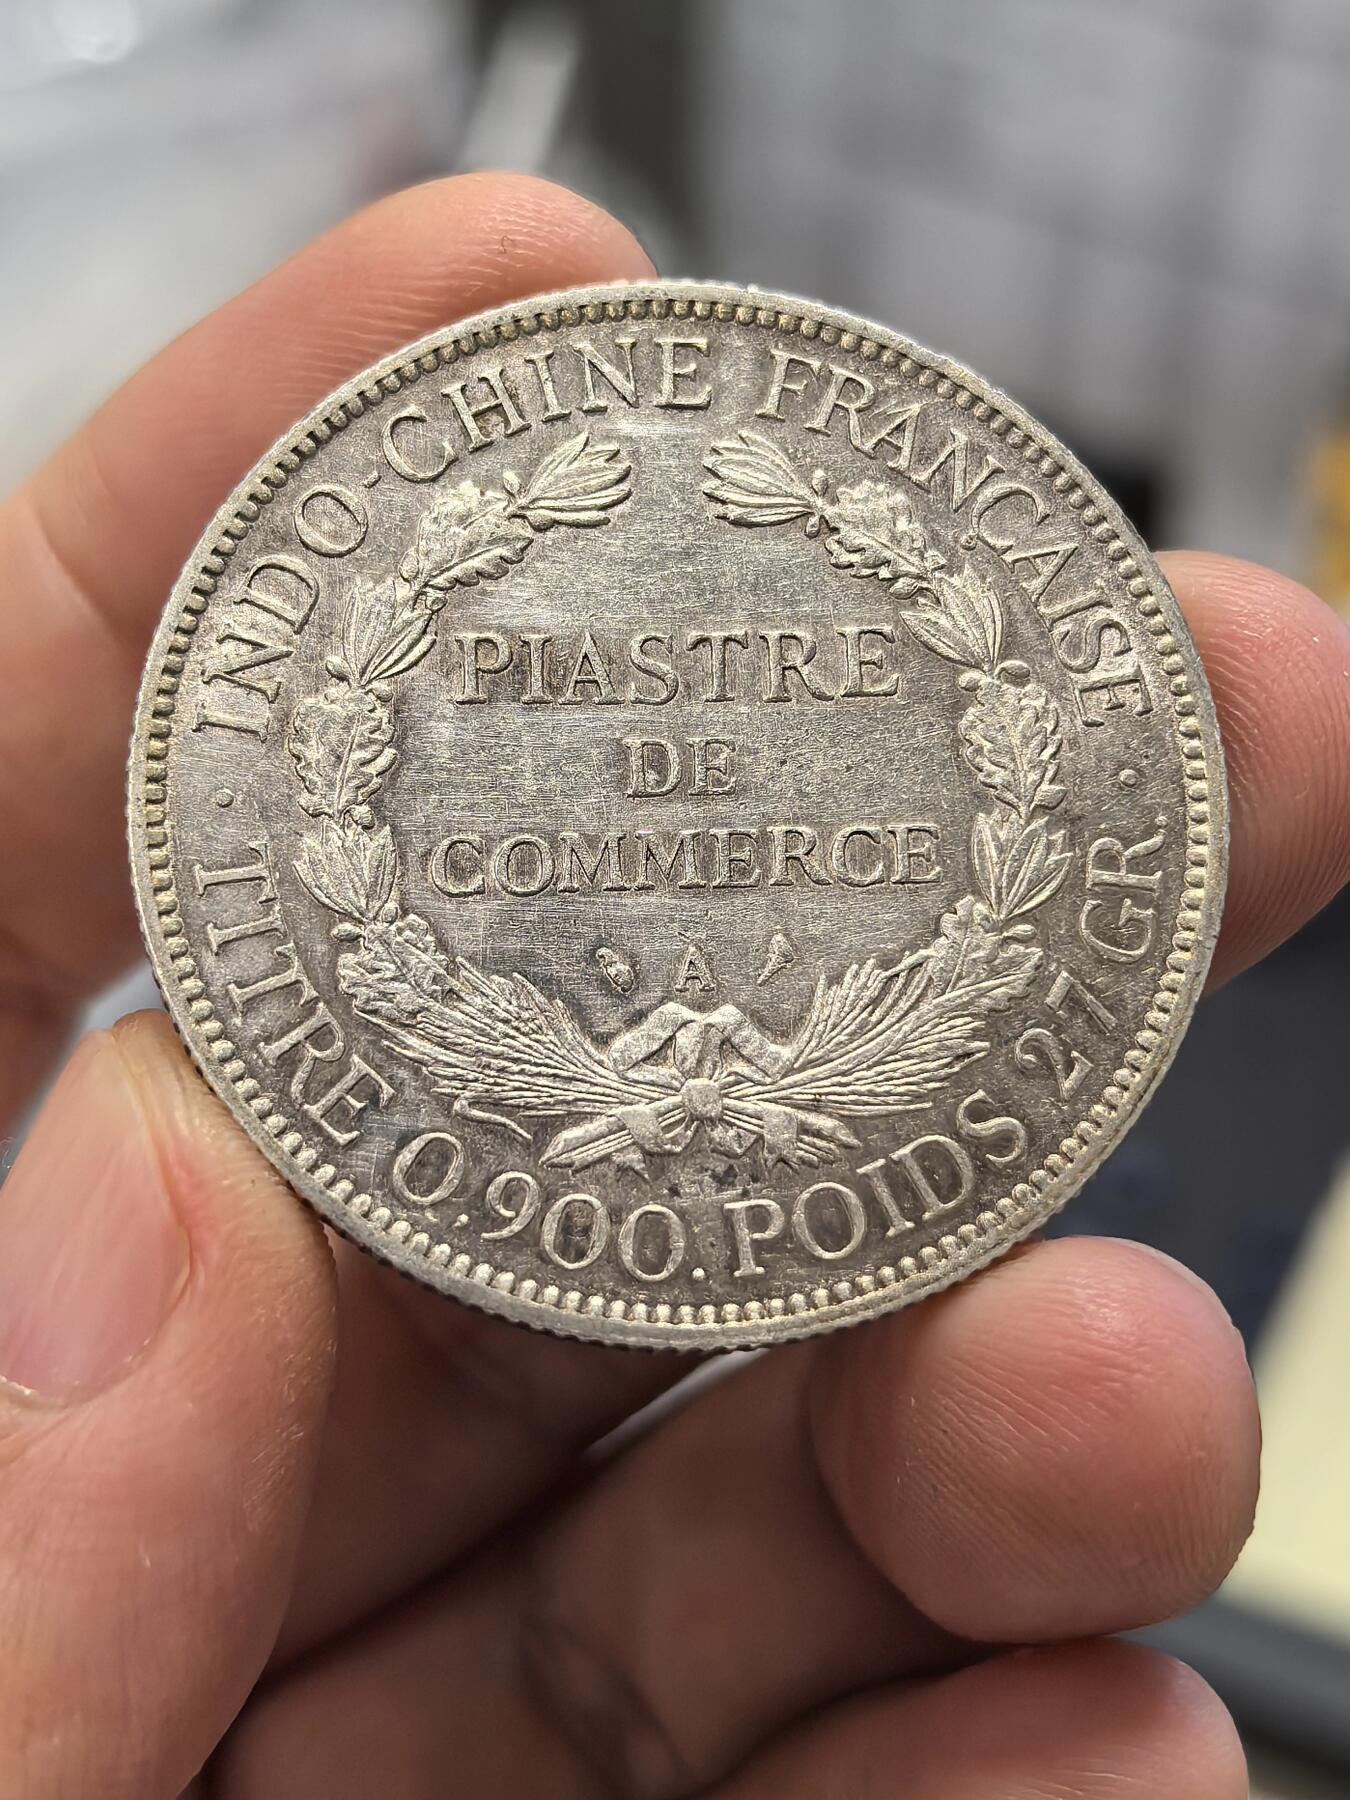 INDO-CHINE FRANÇAISE
PIASTRE
DE
COMMERCE
A
· TITRE 0,900. POIDS 27 GR. ·